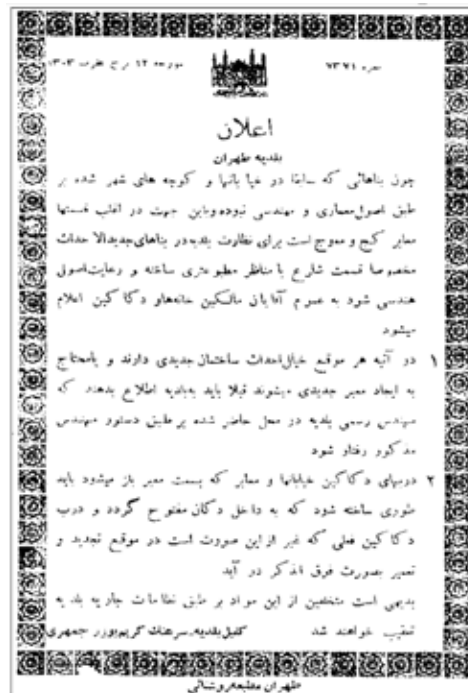 نمره ۷۳۷۱
مورخه ۱۲ برج عقرب ۱۳۰۳
اعلان
بلدیه طهران
چون بناهائی که سابقا در خیابانها و کوچه های شهر شده بر
طبق اصول معماری و مهندسی نبوده وباین جهت در اغلب قسمتها
معابر کج و معوج است برای نظارت بلدیه در بناهای جدیدالاحداث
مخصوصا قسمت شارع با مناظر مطبوعتری ساخته و رعایت اصول
هندسی شود به عموم آقایان مالکین خانه‌ها و دکاکین اعلام
میشود
۱ در آتیه هر موقع خیال احداث ساختمان جدیدی دارند و یا محتاج
به ایجاد معبر جدیدی میشوند قبلا باید به بلدیه اطلاع بدهند که
مهندس رسمی بلدیه در محل حاضر شده بر طبق دستور مهندس
مذکور رفتار شود
۲ دربهای دکاکین خیابانها و معابر که بسمت معبر باز میشود باید
طوری ساخته شود که به داخل دکان مفتوح گردد و درب
دکاکین فعلی که غیر از این صورت است در موقع تجدید و
تعمیر بصورت فوق الذکر در آید
بدیهی است متخلفین از این مواد بر طبق نظامات جاریه بلدیه
تعقیب خواهند شد
کفیل بلدیه. سرهنگ کریم بوذرجمهری
طهران مطبعه روشنائی